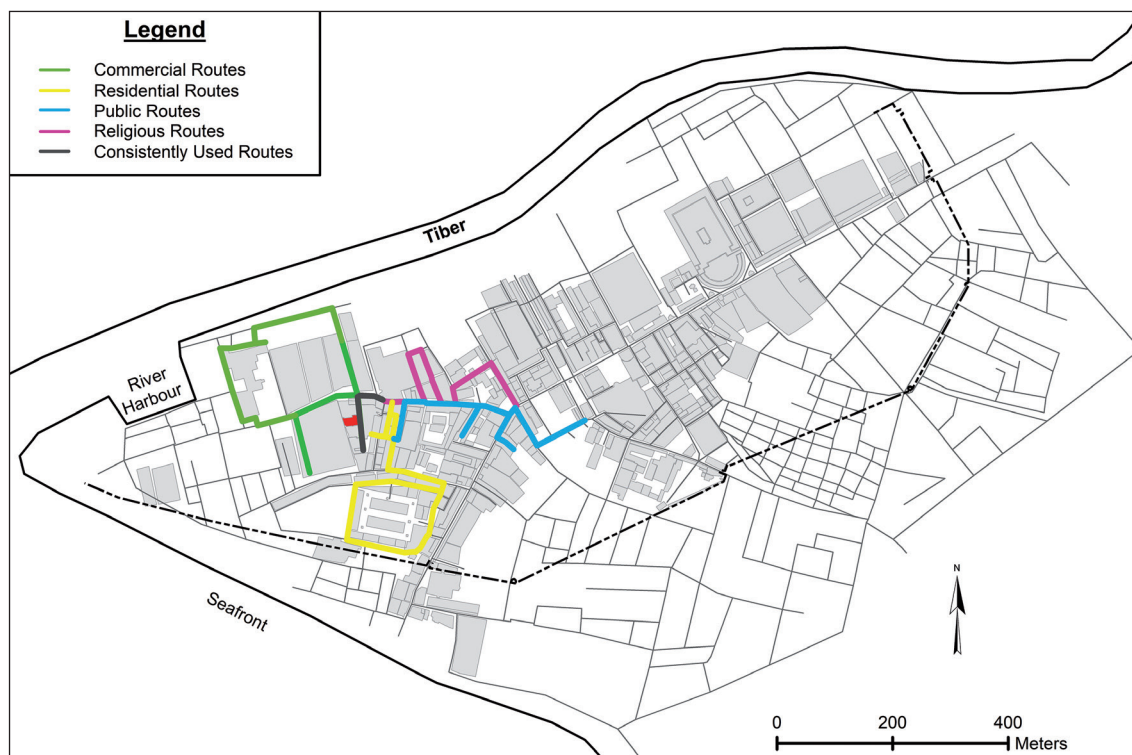 Legend
Commercial Routes
Residential Routes
Public Routes
Religious Routes
Consistently Used Routes
Tiber
River
Harbour
Seafront
N
0 200 400
Meters